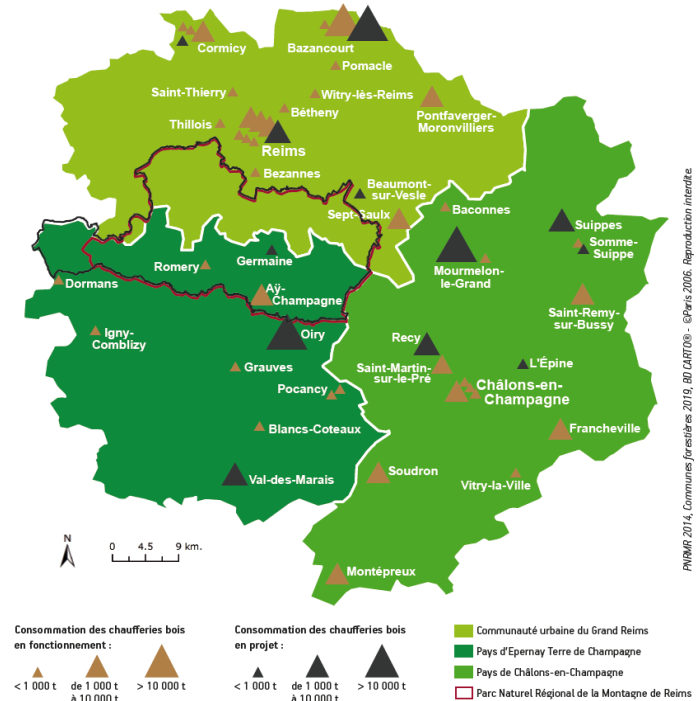 Cormicy
Bazancourt
Pomacle
Saint-Thierry
Witry-lès-Reims
Bétheny
Pontfaverger-
Moronvilliers
Thillois
Reims
Bezannes
Beaumont-
sur-Vesle
Sept-Saulx
Baconnes
Suippes
Somme-
Suippe
Mourmelon-
le-Grand
Romery
Germaine
Dormans
Aÿ-
Champagne
Saint-Remy-
sur-Bussy
Igny-
Comblizy
Oiry
Recy
Saint-Martin-
sur-le-Pré
L'Épine
Grauves
Pocancy
Châlons-en-
Champagne
Blancs-Coteaux
Francheville
Val-des-Marais
Soudron
Vitry-la-Ville
Montépreux
N
0 4.5 9 km.
PNRMR 2014, Communes forestières 2019, BD CARTO® - ©Paris 2006. Reproduction interdite.
Consommation des chaufferies bois
en fonctionnement :
< 1 000 t
de 1 000 t
à 10 000 t
> 10 000 t
Consommation des chaufferies bois
en projet :
< 1 000 t
de 1 000 t
à 10 000 t
> 10 000 t
Communauté urbaine du Grand Reims
Pays d'Epernay Terre de Champagne
Pays de Châlons-en-Champagne
Parc Naturel Régional de la Montagne de Reims